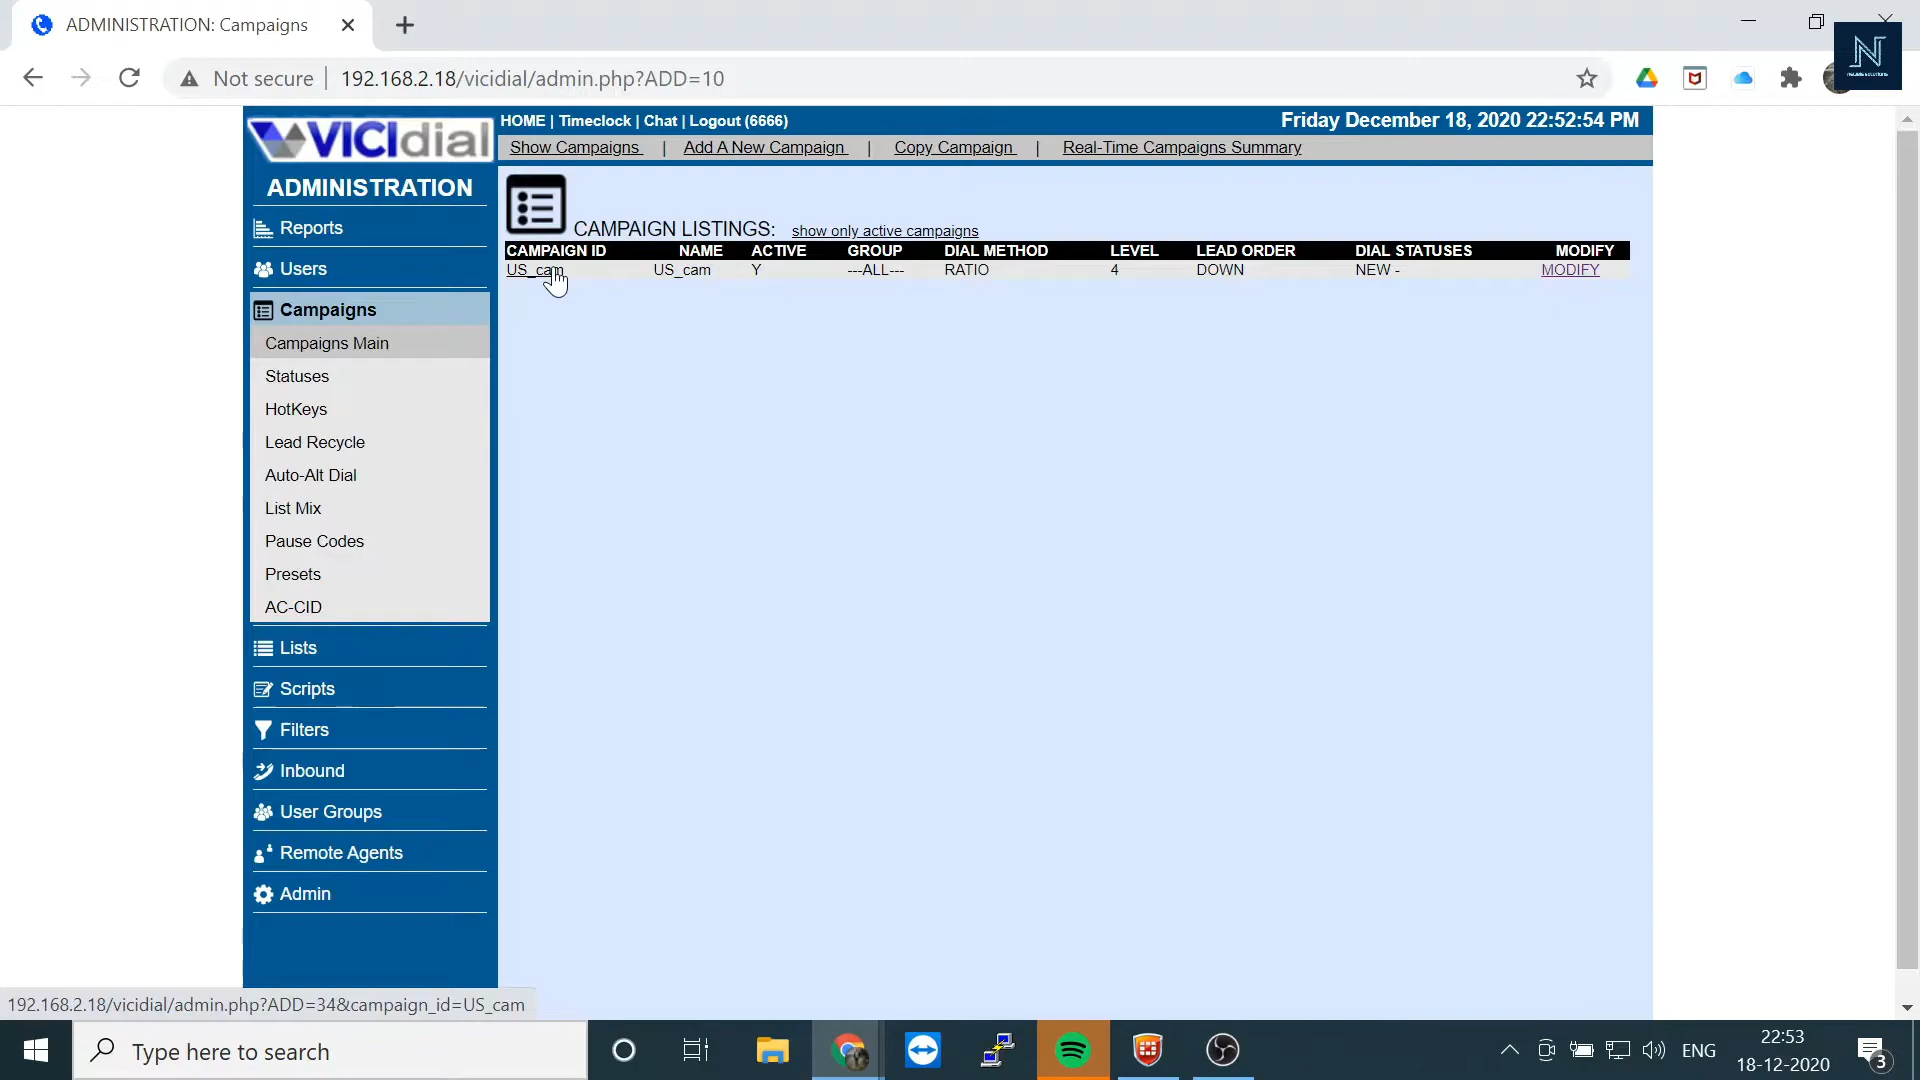 ADMINISTRATION: Campaigns
Not secure
192.168.2.18/vicidial/admin.php?ADD=10
VICIdial
HOME | Timeclock | Chat | Logout (6666)
Friday December 18, 2020 22:52:54 PM
Show Campaigns | Add A New Campaign | Copy Campaign | Real-Time Campaigns Summary
ADMINISTRATION
Reports
Users
Campaigns
Campaigns Main
Statuses
HotKeys
Lead Recycle
Auto-Alt Dial
List Mix
Pause Codes
Presets
AC-CID
Lists
Scripts
Filters
Inbound
User Groups
Remote Agents
Admin
CAMPAIGN LISTINGS: show only active campaigns
CAMPAIGN ID NAME ACTIVE GROUP DIAL METHOD LEVEL LEAD ORDER DIAL STATUSES MODIFY
US_cam US_cam Y ---ALL--- RATIO 4 DOWN NEW - MODIFY
192.168.2.18/vicidial/admin.php?ADD=34&campaign_id=US_cam
Type here to search
ENG
22:53
18-12-2020
3